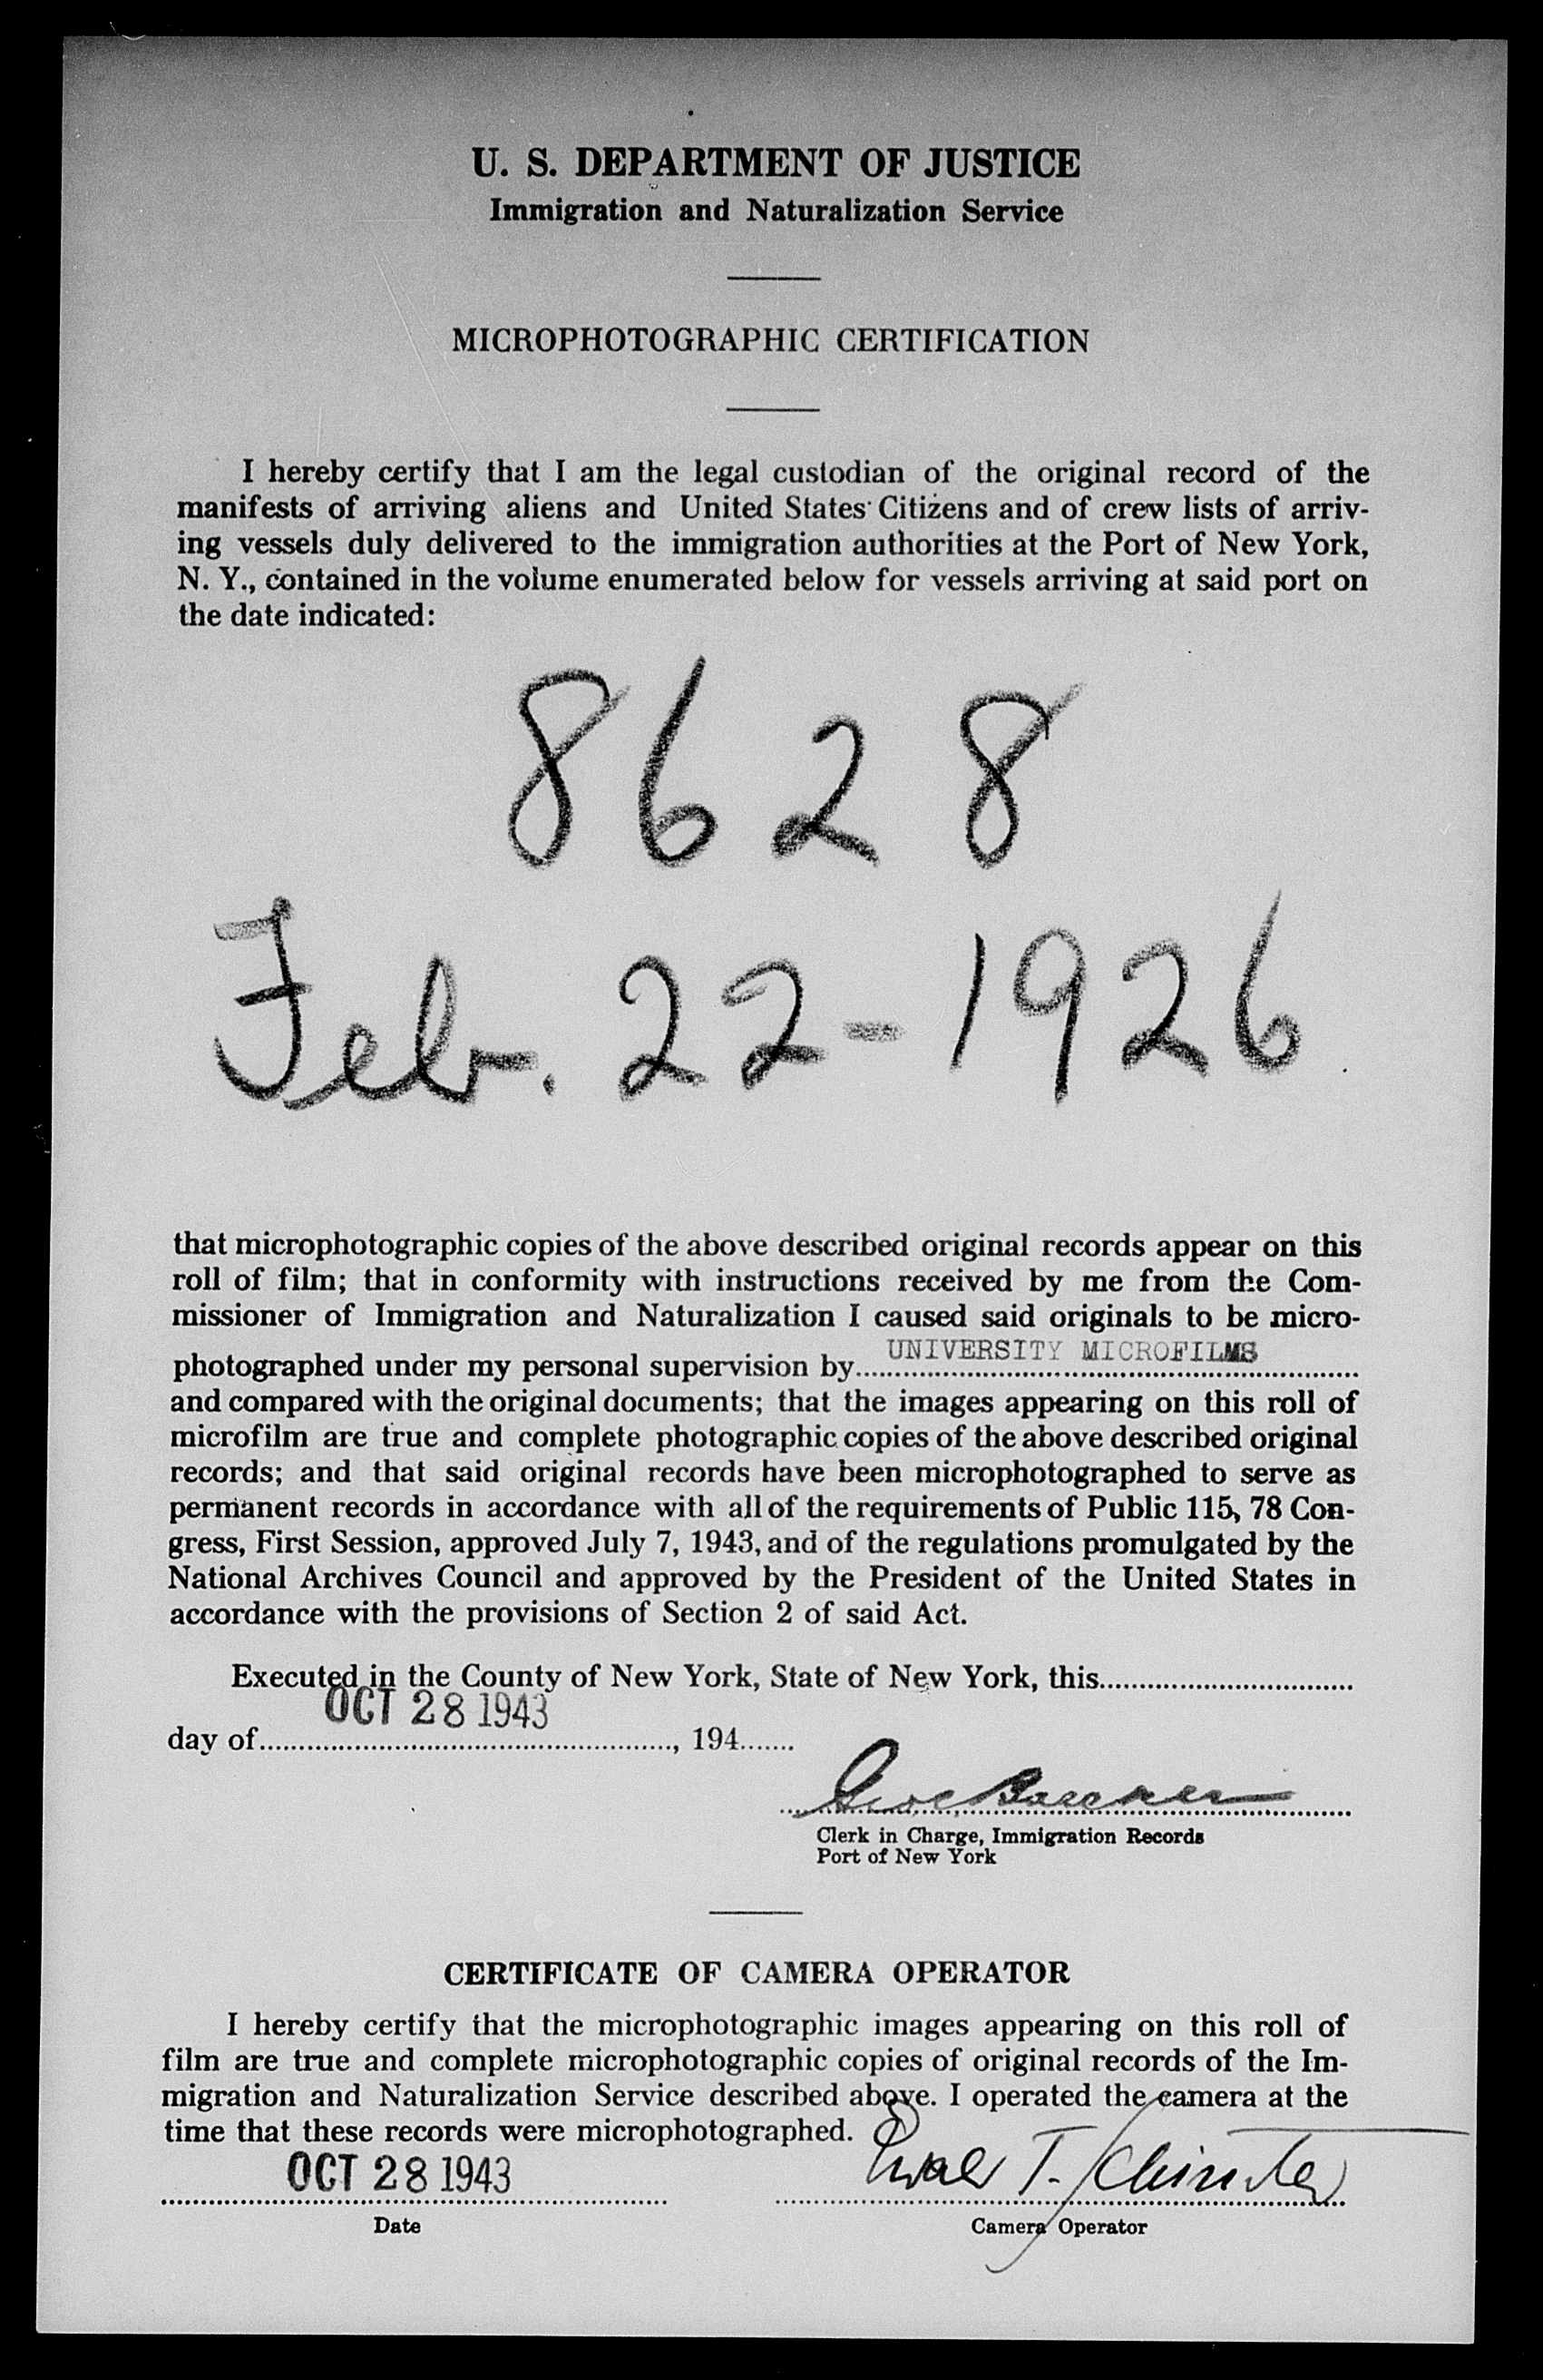 U. S. DEPARTMENT OF JUSTICE
Immigration and Naturalization Service
MICROPHOTOGRAPHIC CERTIFICATION
I hereby certify that I am the legal custodian of the original record of the
manifests of arriving aliens and United States Citizens and of crew lists of arriv-
ing vessels duly delivered to the immigration authorities at the Port of New York,
N. Y., contained in the volume enumerated below for vessels arriving at said port on
the date indicated:
8628
Feb. 22-1926
that microphotographic copies of the above described original records appear on this
roll of film; that in conformity with instructions received by me from the Com-
missioner of Immigration and Naturalization I caused said originals to be micro-
photographed under my personal supervision by UNIVERSITY MICROFILMS
and compared with the original documents; that the images appearing on this roll of
microfilm are true and complete photographic copies of the above described original
records; and that said original records have been microphotographed to serve as
permanent records in accordance with all of the requirements of Public 115, 78 Con-
gress, First Session, approved July 7, 1943, and of the regulations promulgated by the
National Archives Council and approved by the President of the United States in
accordance with the provisions of Section 2 of said Act.
Executed in the County of New York, State of New York, this
OCT 28 1943
day of , 194
Clerk in Charge, Immigration Records
Port of New York
CERTIFICATE OF CAMERA OPERATOR
I hereby certify that the microphotographic images appearing on this roll of
film are true and complete microphotographic copies of original records of the Im-
migration and Naturalization Service described above. I operated the camera at the
time that these records were microphotographed.
OCT 28 1943 T.
Date Camera Operator